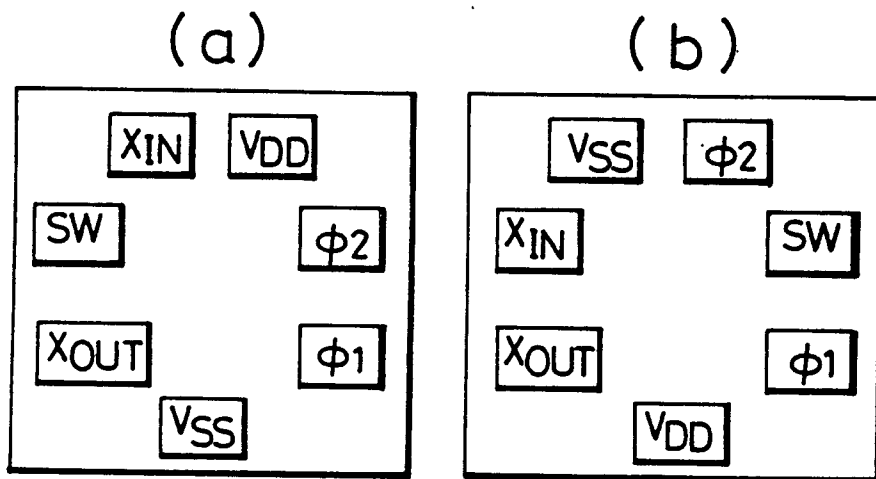 (a)
XIN VDD
SW φ2
XOUT φ1
VSS
(b)
VSS φ2
XIN SW
XOUT φ1
VDD